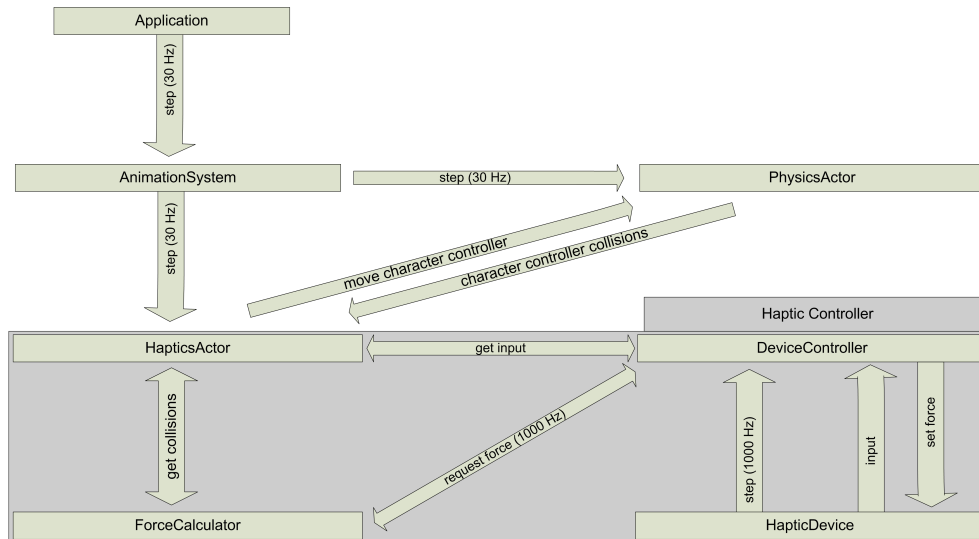 Application
step (30 Hz)
AnimationSystem
step (30 Hz)
PhysicsActor
step (30 Hz)
move character controller
character controller collisions
Haptic Controller
HapticsActor
get input
DeviceController
get collisions
request force (1000 Hz)
step (1000 Hz)
input
set force
ForceCalculator
HapticDevice